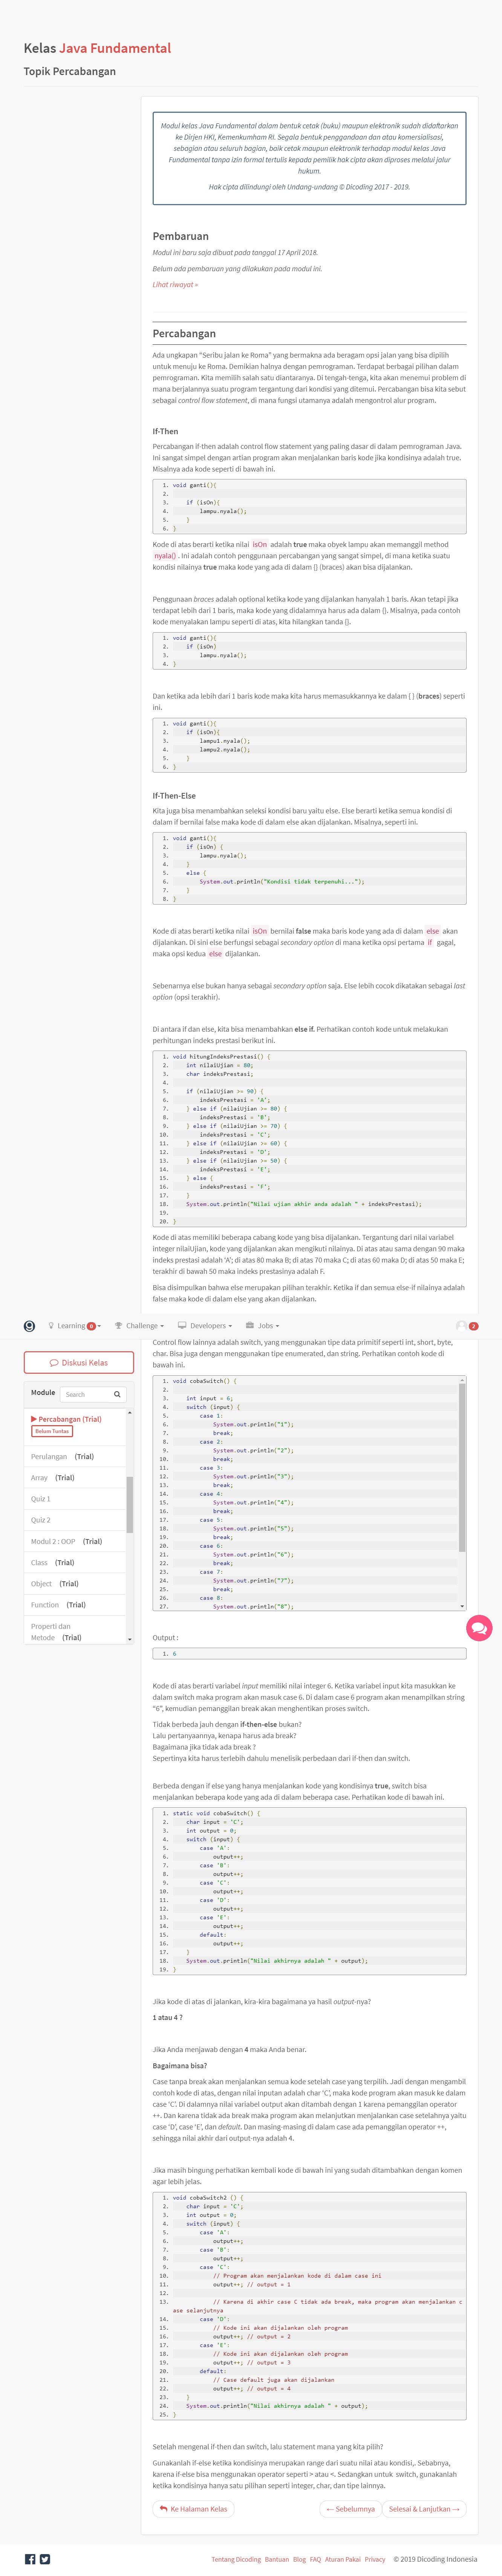 Kelas Java Fundamental
Topik Percabangan
Modul kelas Java Fundamental dalam bentuk cetak (buku) maupun elektronik sudah didaftarkan
ke Dirjen HKI, Kemenkumham RI. Segala bentuk penggandaan dan atau komersialisasi,
sebagian atau seluruh bagian, baik cetak maupun elektronik terhadap modul kelas Java
Fundamental tanpa izin formal tertulis kepada pemilik hak cipta akan diproses melalui jalur
hukum.
Hak cipta dilindungi oleh Undang-undang © Dicoding 2017 - 2019.
Pembaruan
Modul ini baru saja dibuat pada tanggal 17 April 2018.
Belum ada pembaruan yang dilakukan pada modul ini.
Lihat riwayat »
Percabangan
Ada ungkapan "Seribu jalan ke Roma" yang bermakna ada beragam opsi jalan yang bisa dipilih
untuk menuju ke Roma. Demikian halnya dengan pemrograman. Terdapat berbagai pilihan dalam
pemrograman. Kita memilih salah satu diantaranya. Di tengah-tenga, kita akan menemui problem di
mana berjalannya suatu program tergantung dari kondisi yang ditemui. Percabangan bisa kita sebut
sebagai control flow statement, di mana fungsi utamanya adalah mengontrol alur program.
If-Then
Percabangan if-then adalah control flow statement yang paling dasar di dalam pemrograman Java.
Ini sangat simpel dengan artian program akan menjalankan baris kode jika kondisinya adalah true.
Misalnya ada kode seperti di bawah ini.
1. void ganti(){
2.
3. if (isOn){
4. lampu.nyala();
5. }
6. }
Kode di atas berarti ketika nilai isOn adalah true maka obyek lampu akan memanggil method
nyala() . Ini adalah contoh penggunaan percabangan yang sangat simpel, di mana ketika suatu
kondisi nilainya true maka kode yang ada di dalam {} (braces) akan bisa dijalankan.
Penggunaan braces adalah optional ketika kode yang dijalankan hanyalah 1 baris. Akan tetapi jika
terdapat lebih dari 1 baris, maka kode yang didalamnya harus ada dalam {}. Misalnya, pada contoh
kode menyalakan lampu seperti di atas, kita hilangkan tanda {}.
1. void ganti(){
2. if (isOn)
3. lampu.nyala();
4. }
Dan ketika ada lebih dari 1 baris kode maka kita harus memasukkannya ke dalam { } (braces) seperti
ini.
1. void ganti(){
2. if (isOn){
3. lampu1.nyala();
4. lampu2.nyala();
5. }
6. }
If-Then-Else
Kita juga bisa menambahkan seleksi kondisi baru yaitu else. Else berarti ketika semua kondisi di
dalam if bernilai false maka kode di dalam else akan dijalankan. Misalnya, seperti ini.
1. void ganti(){
2. if (isOn) {
3. lampu.nyala();
4. }
5. else {
6. System.out.println("Kondisi tidak terpenuhi...");
7. }
8. }
Kode di atas berarti ketika nilai isOn bernilai false maka baris kode yang ada di dalam else akan
dijalankan. Di sini else berfungsi sebagai secondary option di mana ketika opsi pertama if gagal,
maka opsi kedua else dijalankan.
Sebenarnya else bukan hanya sebagai secondary option saja. Else lebih cocok dikatakan sebagai last
option (opsi terakhir).
Di antara if dan else, kita bisa menambahkan else if. Perhatikan contoh kode untuk melakukan
perhitungan indeks prestasi berikut ini.
1. void hitungIndeksPrestasi() {
2. int nilaiUjian = 80;
3. char indeksPrestasi;
4.
5. if (nilaiUjian >= 90) {
6. indeksPrestasi = 'A';
7. } else if (nilaiUjian >= 80) {
8. indeksPrestasi = 'B';
9. } else if (nilaiUjian >= 70) {
10. indeksPrestasi = 'C';
11. } else if (nilaiUjian >= 60) {
12. indeksPrestasi = 'D';
13. } else if (nilaiUjian >= 50) {
14. indeksPrestasi = 'E';
15. } else {
16. indeksPrestasi = 'F';
17. }
18. System.out.println("Nilai ujian akhir anda adalah " + indeksPrestasi);
19.
20. }
Kode di atas memiliki beberapa cabang kode yang bisa dijalankan. Tergantung dari nilai variabel
integer nilaiUjian, kode yang dijalankan akan mengikuti nilainya. Di atas atau sama dengan 90 maka
indeks prestasi adalah 'A'; di atas 80 maka B; di atas 70 maka C; di atas 60 maka D; di atas 50 maka E;
terakhir di bawah 50 maka indeks prestasinya adalah F.
Bisa disimpulkan bahwa else merupakan pilihan terakhir. Ketika if dan semua else-if nilainya adalah
false maka kode di dalam else yang akan dijalankan.
Learning 0 Challenge Developers Jobs 2
Diskusi Kelas
Module Search
Percabangan (Trial)
Belum Tuntas
Perulangan (Trial)
Array (Trial)
Quiz 1
Quiz 2
Modul 2 : OOP (Trial)
Class (Trial)
Object (Trial)
Function (Trial)
Properti dan
Metode (Trial)
Control flow lainnya adalah switch, yang menggunakan tipe data primitif seperti int, short, byte,
char. Bisa juga dengan menggunakan tipe enumerated, dan string. Perhatikan contoh kode di
bawah ini.
1. void cobaSwitch() {
2.
3. int input = 6;
4. switch (input) {
5. case 1:
6. System.out.println("1");
7. break;
8. case 2:
9. System.out.println("2");
10. break;
11. case 3:
12. System.out.println("3");
13. break;
14. case 4:
15. System.out.println("4");
16. break;
17. case 5:
18. System.out.println("5");
19. break;
20. case 6:
21. System.out.println("6");
22. break;
23. case 7:
24. System.out.println("7");
25. break;
26. case 8:
27. System.out.println("8");
Output :
1. 6
Kode di atas berarti variabel input memiliki nilai integer 6. Ketika variabel input kita masukkan ke
dalam switch maka program akan masuk case 6. Di dalam case 6 program akan menampilkan string
"6", kemudian pemanggilan break akan menghentikan proses switch.
Tidak berbeda jauh dengan if-then-else bukan?
Lalu pertanyaannya, kenapa harus ada break?
Bagaimana jika tidak ada break ?
Sepertinya kita harus terlebih dahulu menelisik perbedaan dari if-then dan switch.
Berbeda dengan if else yang hanya menjalankan kode yang kondisinya true, switch bisa
menjalankan beberapa kode yang ada di dalam beberapa case. Perhatikan kode di bawah ini.
1. static void cobaSwitch() {
2. char input = 'C';
3. int output = 0;
4. switch (input) {
5. case 'A':
6. output++;
7. case 'B':
8. output++;
9. case 'C':
10. output++;
11. case 'D':
12. output++;
13. case 'E':
14. output++;
15. default:
16. output++;
17. }
18. System.out.println("Nilai akhirnya adalah " + output);
19. }
Jika kode di atas di jalankan, kira-kira bagaimana ya hasil output-nya?
1 atau 4 ?
Jika Anda menjawab dengan 4 maka Anda benar.
Bagaimana bisa?
Case tanpa break akan menjalankan semua kode setelah case yang terpilih. Jadi dengan mengambil
contoh kode di atas, dengan nilai inputan adalah char 'C', maka kode program akan masuk ke dalam
case 'C'. Di dalamnya nilai variabel output akan ditambah dengan 1 karena pemanggilan operator
++. Dan karena tidak ada break maka program akan melanjutkan menjalankan case setelahnya yaitu
case 'D', case 'E', dan default. Dan masing-masing di dalam case ada pemanggilan operator ++,
sehingga nilai akhir dari output-nya adalah 4.
Jika masih bingung perhatikan kembali kode di bawah ini yang sudah ditambahkan dengan komen
agar lebih jelas.
1. void cobaSwitch2 () {
2. char input = 'C';
3. int output = 0;
4. switch (input) {
5. case 'A':
6. output++;
7. case 'B':
8. output++;
9. case 'C':
10. // Program akan menjalankan kode di dalam case ini
11. output++; // output = 1
12.
13. // Karena di akhir case C tidak ada break, maka program akan menjalankan c
ase selanjutnya
14. case 'D':
15. // Kode ini akan dijalankan oleh program
16. output++; // output = 2
17. case 'E':
18. // Kode ini akan dijalankan oleh program
19. output++; // output = 3
20. default:
21. // Case default juga akan dijalankan
22. output++; // output = 4
23. }
24. System.out.println("Nilai akhirnya adalah " + output);
25. }
Setelah mengenal if-then dan switch, lalu statement mana yang kita pilih?
Gunakanlah if-else ketika kondisinya merupakan range dari suatu nilai atau kondisi,. Sebabnya,
karena if-else bisa menggunakan operator seperti > atau <. Sedangkan untuk switch, gunakanlah
ketika kondisinya hanya satu pilihan seperti integer, char, dan tipe lainnya.
Ke Halaman Kelas ← Sebelumnya Selesai & Lanjutkan →
Tentang Dicoding Bantuan Blog FAQ Aturan Pakai Privacy © 2019 Dicoding Indonesia